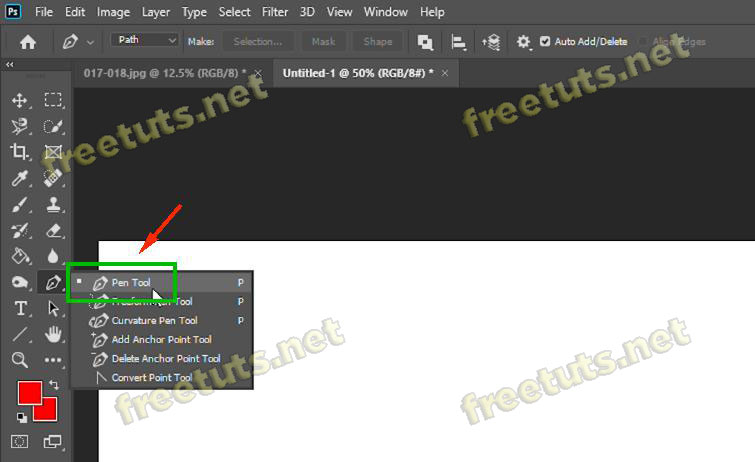 Ps File Edit Image Layer Type Select Filter 3D View Window Help
Path Make: Selection... Mask Shape Auto Add/Delete Align Edges
017-018.jpg @ 12.5% (RGB/8) * × Untitled-1 @ 50% (RGB/8#) * ×
freetuts.net
freetuts.net
Pen Tool P
Freeform Pen Tool P
Curvature Pen Tool P
Add Anchor Point Tool
Delete Anchor Point Tool
Convert Point Tool
T
freetuts.net
freetuts.net